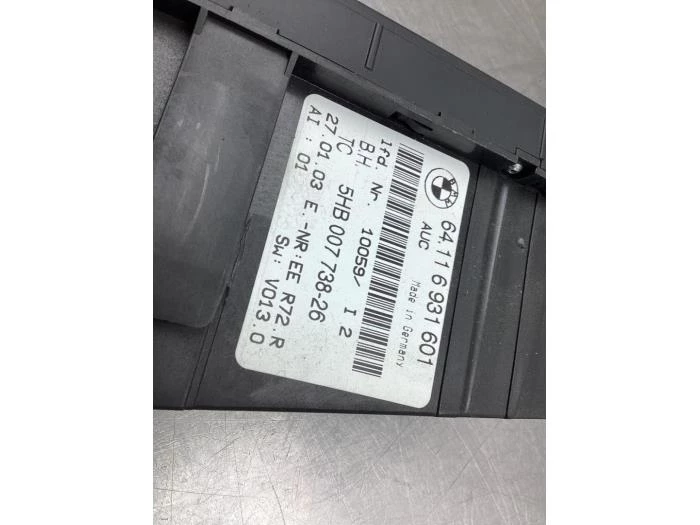 BMW
64.11 6 931 601
AUC Made in Germany
lfd. Nr. 10059/ I 2
B.H.
TC 5HB 007 738-26
27.01.03 E.-NR:EE R72.R
AI : 01 SW: V013.0